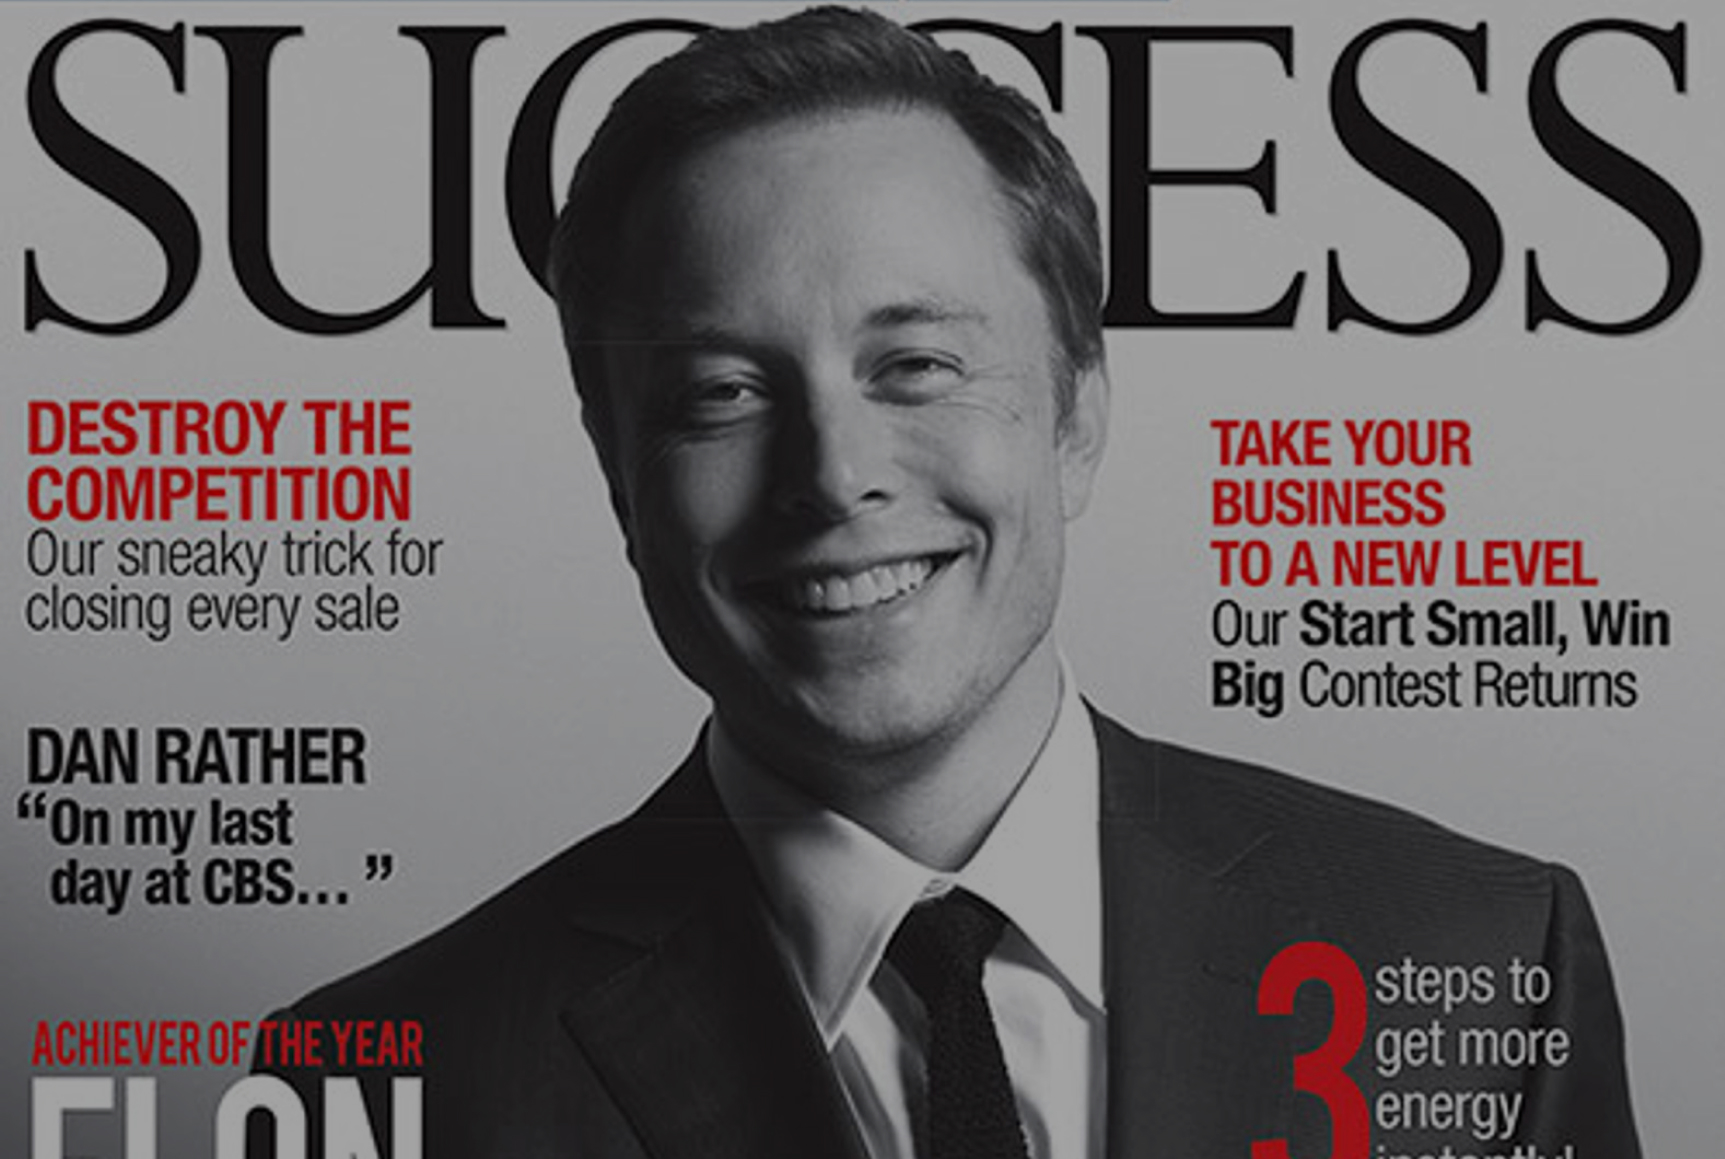 SUCCESS
DESTROY THE
COMPETITION
Our sneaky trick for
closing every sale
DAN RATHER
“On my last
day at CBS... ”
ACHIEVER OF THE YEAR
ELON
TAKE YOUR
BUSINESS
TO A NEW LEVEL
Our Start Small, Win
Big Contest Returns
3
steps to
get more
energy
instantly!